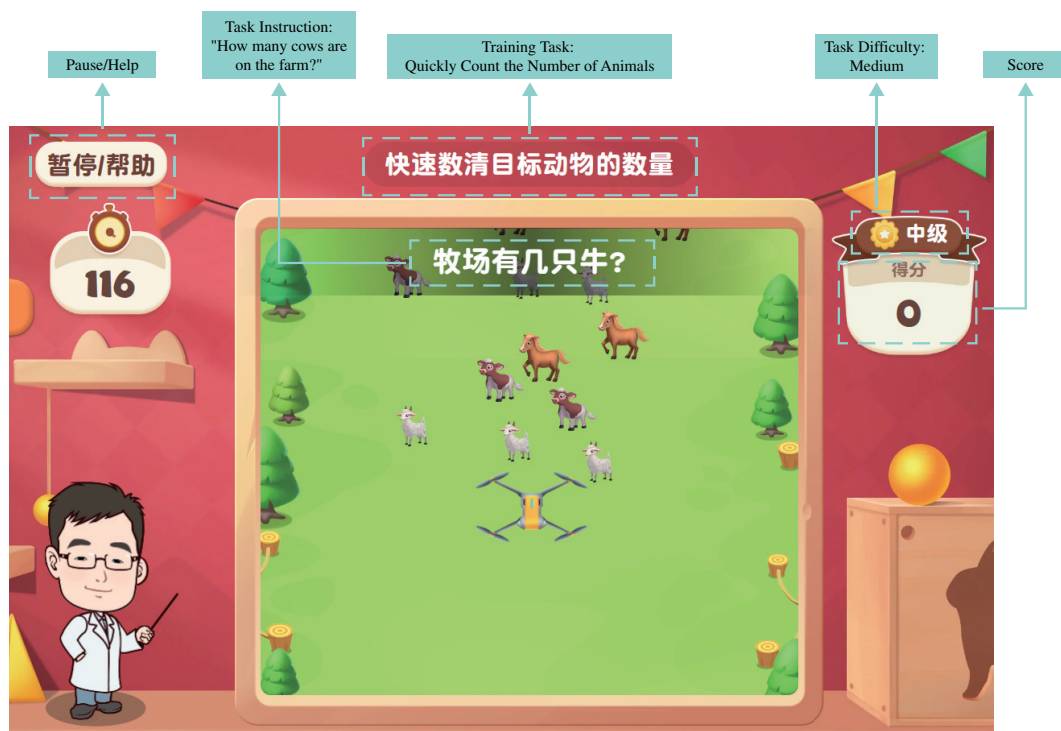 Task Instruction:
"How many cows are
on the farm?"
Training Task:
Quickly Count the Number of Animals
Task Difficulty:
Medium
Pause/Help
Score
暂停/帮助
快速数清目标动物的数量
中级
牧场有几只牛?
得分
116
0